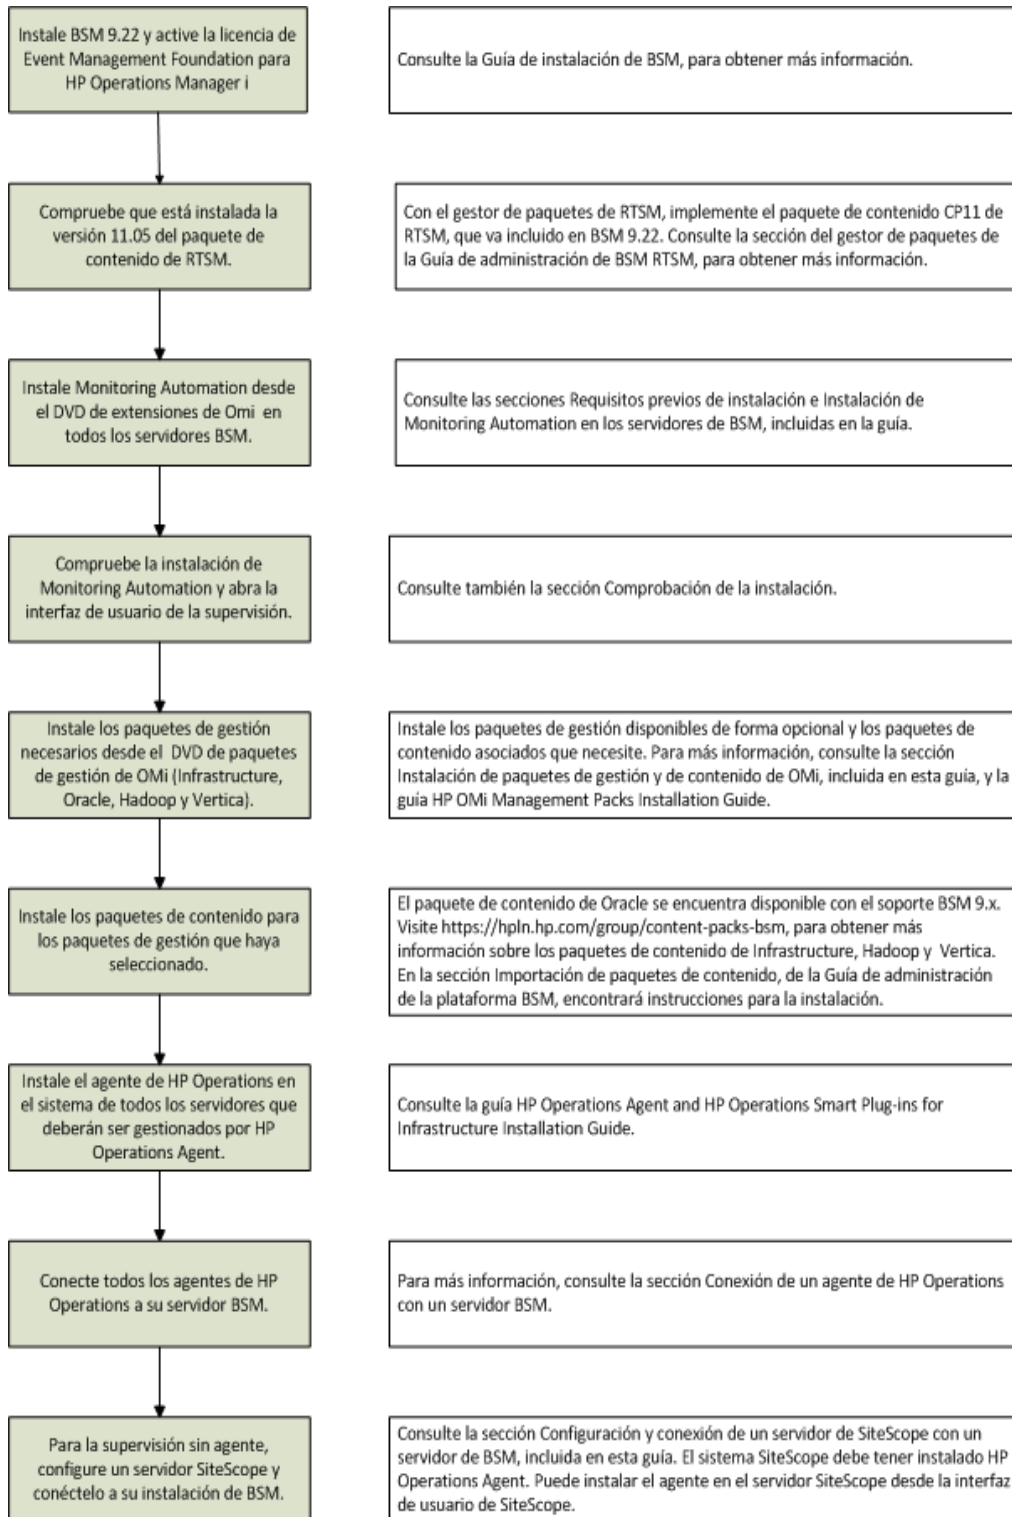 Instale BSM 9.22 y active la licencia de
Event Management Foundation para
HP Operations Manager i
Consulte la Guía de instalación de BSM, para obtener más información.
Compruebe que está instalada la
versión 11.05 del paquete de
contenido de RTSM.
Con el gestor de paquetes de RTSM, implemente el paquete de contenido CP11 de
RTSM, que va incluido en BSM 9.22. Consulte la sección del gestor de paquetes de
la Guía de administración de BSM RTSM, para obtener más información.
Instale Monitoring Automation desde
el DVD de extensiones de Omi en
todos los servidores BSM.
Consulte las secciones Requisitos previos de instalación e Instalación de
Monitoring Automation en los servidores de BSM, incluidas en la guía.
Compruebe la instalación de
Monitoring Automation y abra la
interfaz de usuario de la supervisión.
Consulte también la sección Comprobación de la instalación.
Instale los paquetes de gestión
necesarios desde el DVD de paquetes
de gestión de OMi (Infrastructure,
Oracle, Hadoop y Vertica).
Instale los paquetes de gestión disponibles de forma opcional y los paquetes de
contenido asociados que necesite. Para más información, consulte la sección
Instalación de paquetes de gestión y de contenido de OMi, incluida en esta guía, y la
guía HP OMi Management Packs Installation Guide.
Instale los paquetes de contenido para
los paquetes de gestión que haya
seleccionado.
El paquete de contenido de Oracle se encuentra disponible con el soporte BSM 9.x.
Visite https://hpln.hp.com/group/content-packs-bsm, para obtener más
información sobre los paquetes de contenido de Infrastructure, Hadoop y Vertica.
En la sección Importación de paquetes de contenido, de la Guía de administración
de la plataforma BSM, encontrará instrucciones para la instalación.
Instale el agente de HP Operations en
el sistema de todos los servidores que
deberán ser gestionados por HP
Operations Agent.
Consulte la guía HP Operations Agent and HP Operations Smart Plug-ins for
Infrastructure Installation Guide.
Conecte todos los agentes de HP
Operations a su servidor BSM.
Para más información, consulte la sección Conexión de un agente de HP Operations
con un servidor BSM.
Para la supervisión sin agente,
configure un servidor SiteScope y
conéctelo a su instalación de BSM.
Consulte la sección Configuración y conexión de un servidor de SiteScope con un
servidor de BSM, incluida en esta guía. El sistema SiteScope debe tener instalado HP
Operations Agent. Puede instalar el agente en el servidor SiteScope desde la interfaz
de usuario de SiteScope.